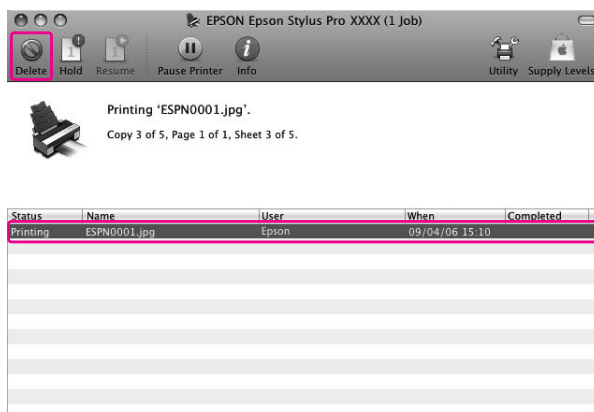 EPSON Epson Stylus Pro XXXX (1 Job)
Delete Hold Resume Pause Printer Info Utility Supply Levels
Printing ‘ESPN0001.jpg’.
Copy 3 of 5, Page 1 of 1, Sheet 3 of 5.
Status Name User When Completed
Printing ESPN0001.jpg Epson 09/04/06 15:10